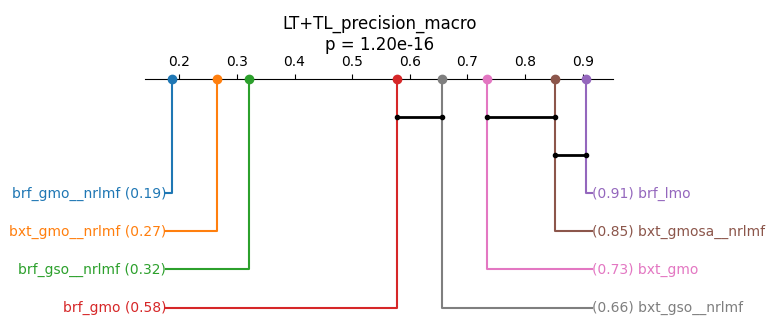 LT+TL_precision_macro
p = 1.20e-16
0.2 0.3 0.4 0.5 0.6 0.7 0.8 0.9
brf_gmo__nrlmf (0.19)
(0.91) brf_lmo
bxt_gmo__nrlmf (0.27)
(0.85) bxt_gmosa__nrlmf
brf_gso__nrlmf (0.32)
(0.73) bxt_gmo
brf_gmo (0.58)
(0.66) bxt_gso__nrlmf